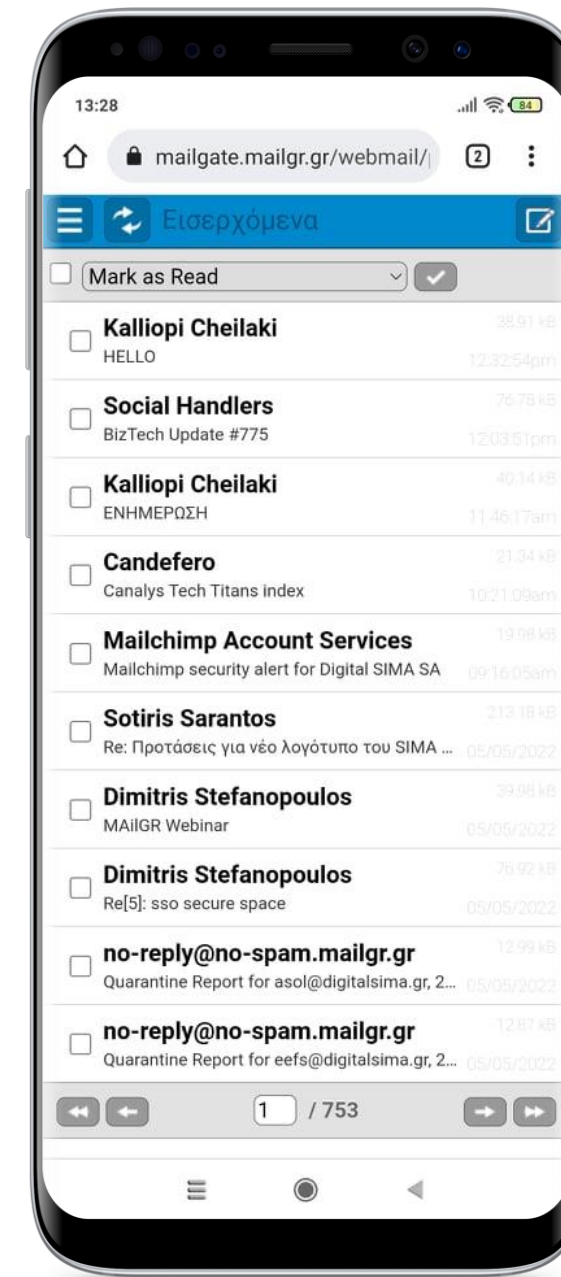 13:28
84
mailgate.mailgr.gr/webmail/
2
Εισερχόμενα
Mark as Read
Kalliopi Cheilaki
38.91 kB
HELLO
12:32:54pm
Social Handlers
76.78 kB
BizTech Update #775
12:03:51pm
Kalliopi Cheilaki
40.14 kB
ΕΝΗΜΕΡΩΣΗ
11:46:17am
Candefero
21.34 kB
Canalys Tech Titans index
10:21:09am
Mailchimp Account Services
19.98 kB
Mailchimp security alert for Digital SIMA SA
09:16:05am
Sotiris Sarantos
213.18 kB
Re: Προτάσεις για νέο λογότυπο του SIMA ...
05/05/2022
Dimitris Stefanopoulos
39.98 kB
MAilGR Webinar
05/05/2022
Dimitris Stefanopoulos
76.92 kB
Re[5]: sso secure space
05/05/2022
no-reply@no-spam.mailgr.gr
12.99 kB
Quarantine Report for asol@digitalsima.gr, 2...
05/05/2022
no-reply@no-spam.mailgr.gr
12.87 kB
Quarantine Report for eefs@digitalsima.gr, 2...
05/05/2022
1 / 753